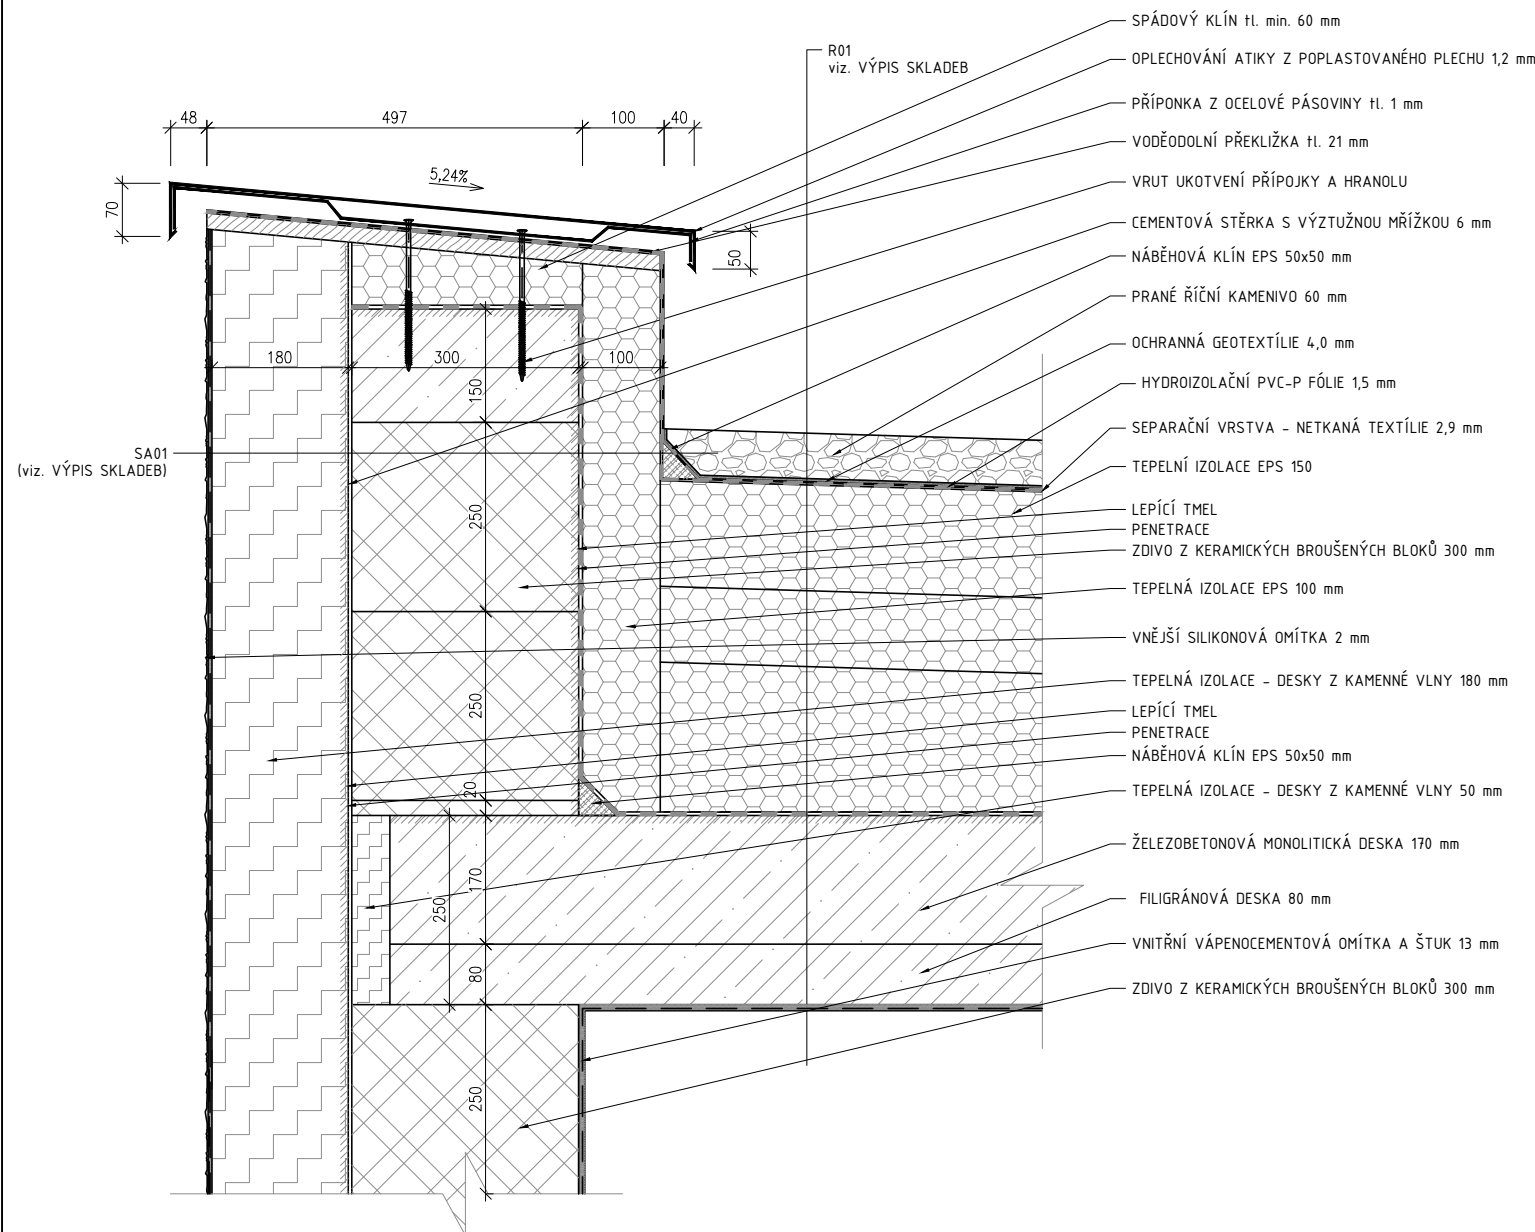 SPÁDOVÝ KLÍN tl. min. 60 mm
R01
viz. VÝPIS SKLADEB
OPLECHOVÁNÍ ATIKY Z POPLASTOVANÉHO PLECHU 1,2 mm
PŘÍPONKA Z OCELOVÉ PÁSOVINY tl. 1 mm
48
497
100
40
VODĚODOLNÍ PŘEKLIŽKA tl. 21 mm
5,24%
VRUT UKOTVENÍ PŘÍPOJKY A HRANOLU
70
CEMENTOVÁ STĚRKA S VÝZTUŽNOU MŘÍŽKOU 6 mm
50
NÁBĚHOVÁ KLÍN EPS 50x50 mm
PRANÉ ŘÍČNÍ KAMENIVO 60 mm
OCHRANNÁ GEOTEXTÍLIE 4,0 mm
180
300
100
150
HYDROIZOLAČNÍ PVC-P FÓLIE 1,5 mm
SEPARAČNÍ VRSTVA - NETKANÁ TEXTÍLIE 2,9 mm
SA01
(viz. VÝPIS SKLADEB)
TEPELNÍ IZOLACE EPS 150
250
LEPÍCÍ TMEL
PENETRACE
ZDIVO Z KERAMICKÝCH BROUŠENÝCH BLOKŮ 300 mm
TEPELNÁ IZOLACE EPS 100 mm
VNĚJŠÍ SILIKONOVÁ OMÍTKA 2 mm
TEPELNÁ IZOLACE - DESKY Z KAMENNÉ VLNY 180 mm
250
LEPÍCÍ TMEL
PENETRACE
NÁBĚHOVÁ KLÍN EPS 50x50 mm
20
TEPELNÁ IZOLACE - DESKY Z KAMENNÉ VLNY 50 mm
ŽELEZOBETONOVÁ MONOLITICKÁ DESKA 170 mm
170
250
FILIGRÁNOVÁ DESKA 80 mm
VNITŘNÍ VÁPENOCEMENTOVÁ OMÍTKA A ŠTUK 13 mm
80
ZDIVO Z KERAMICKÝCH BROUŠENÝCH BLOKŮ 300 mm
250